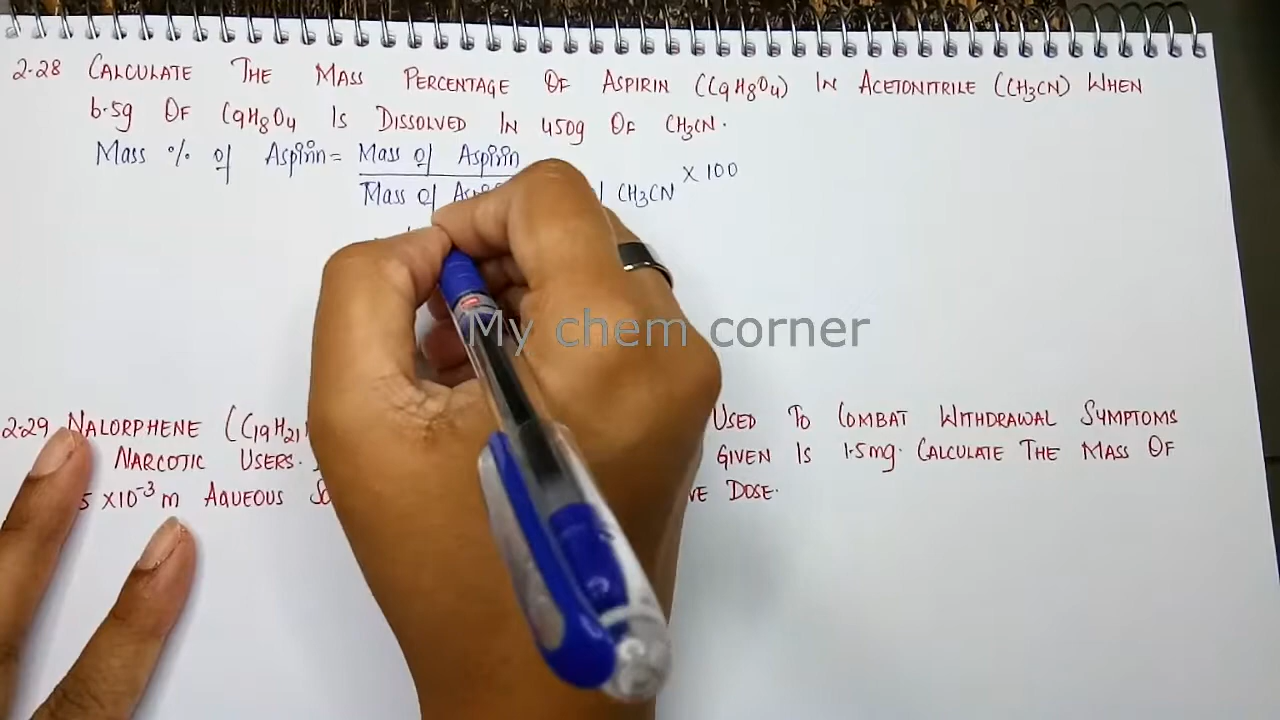 2.28 CALCULATE THE MASS PERCENTAGE OF ASPIRIN (C9H8O4) IN ACETONITRILE (CH3CN) WHEN
6.5g OF C9H8O4 IS DISSOLVED IN 450g OF CH3CN.
Mass % of Aspirin = Mass of Aspirin
Mass of CH3CN × 100
My chem corner
2.29 NALORPHENE (C19H21 USED TO COMBAT WITHDRAWAL SYMPTOMS
NARCOTIC USERS. GIVEN IS 1.5mg. CALCULATE THE MASS OF
5 ×10-3 m AQUEOUS DOSE.